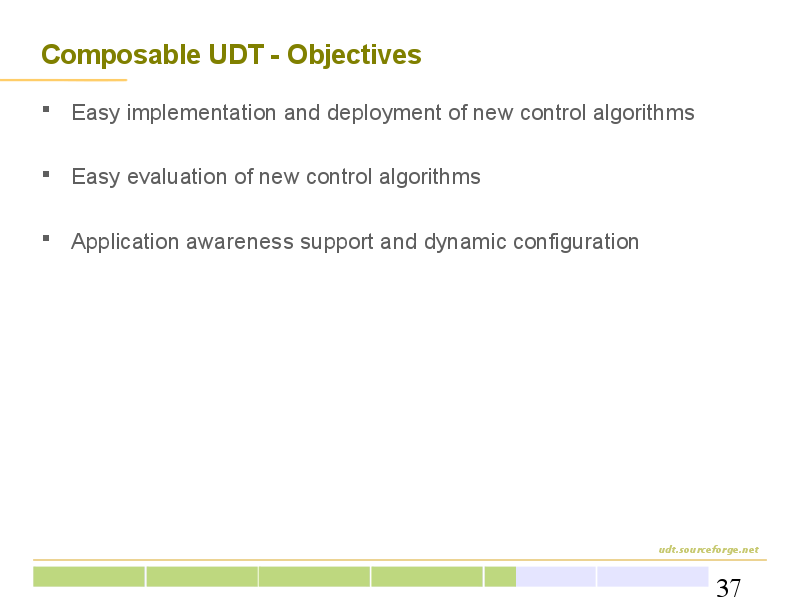 Composable UDT - Objectives
▪ Easy implementation and deployment of new control algorithms
▪ Easy evaluation of new control algorithms
▪ Application awareness support and dynamic configuration
udt.sourceforge.net
37